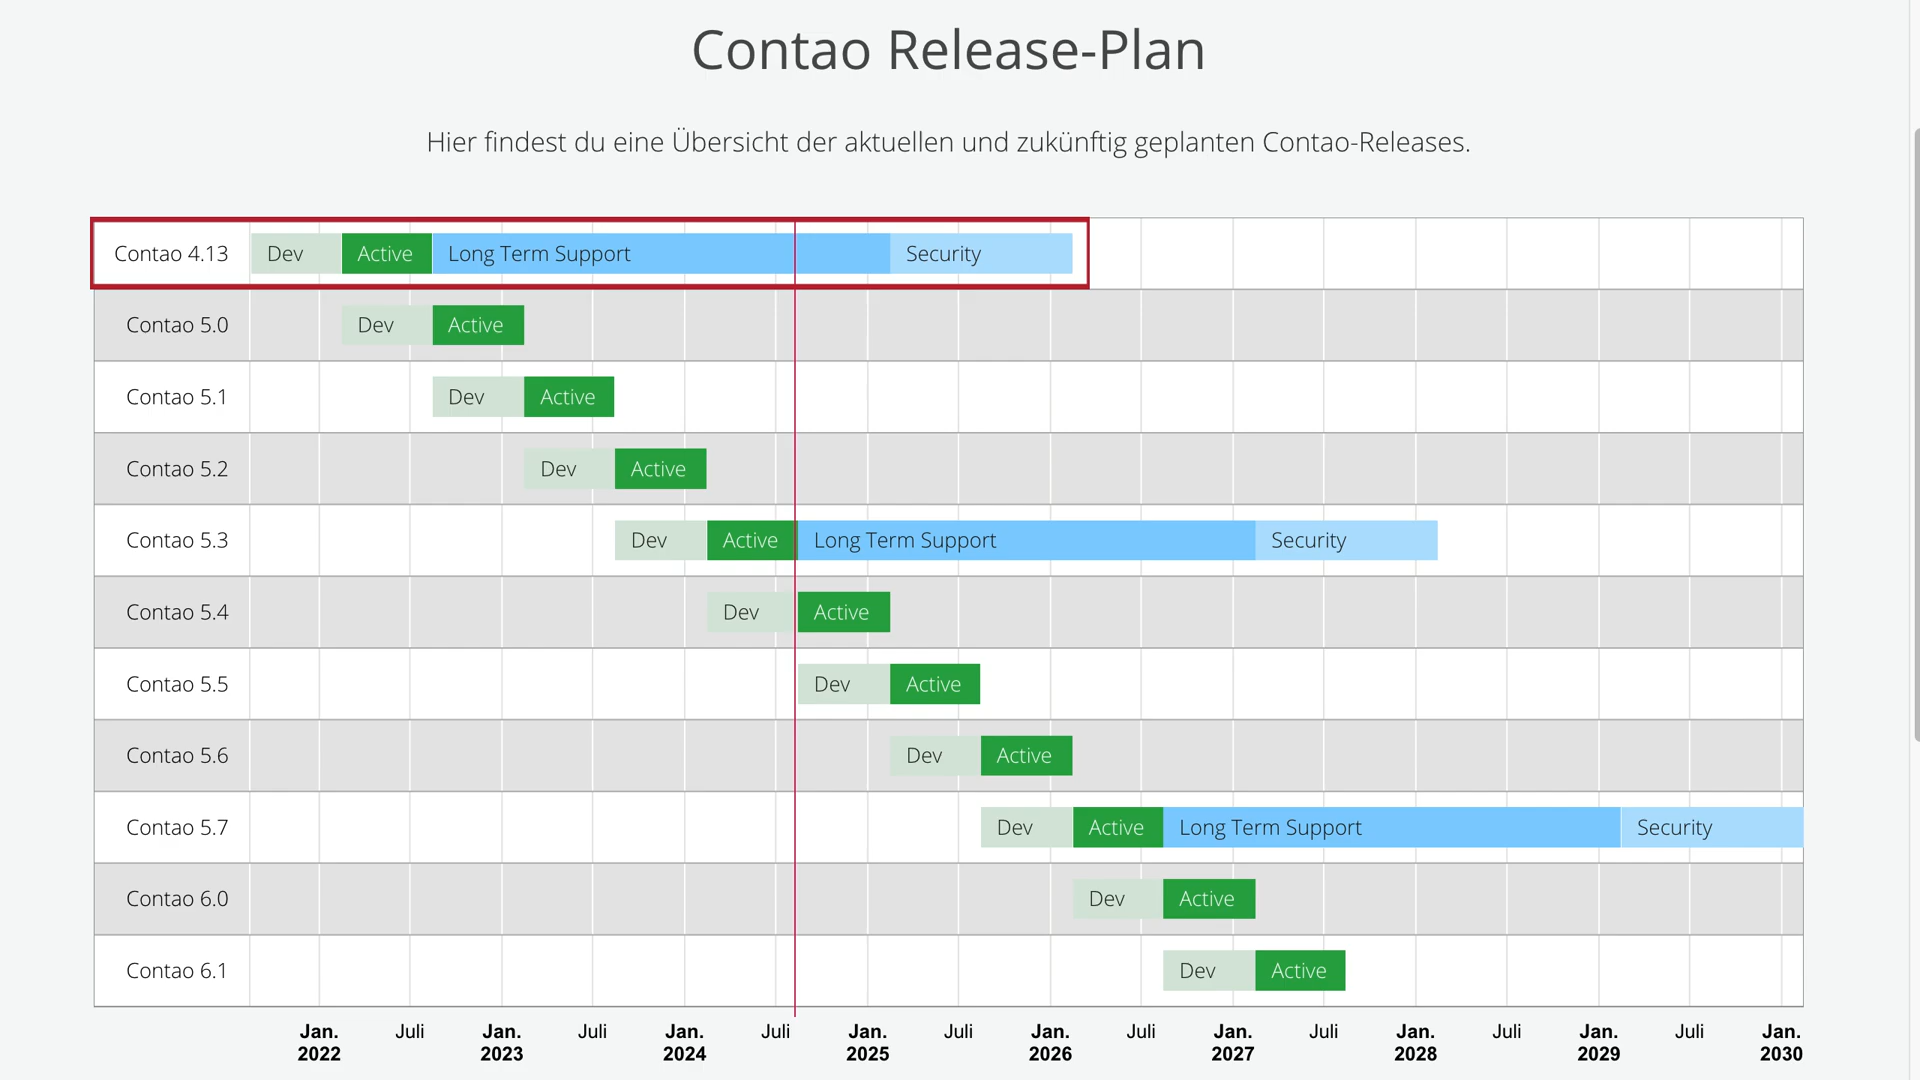 Contao Release-Plan
Hier findest du eine Übersicht der aktuellen und zukünftig geplanten Contao-Releases.
Contao 4.13 Dev Active Long Term Support Security
Contao 5.0 Dev Active
Contao 5.1 Dev Active
Contao 5.2 Dev Active
Contao 5.3 Dev Active Long Term Support Security
Contao 5.4 Dev Active
Contao 5.5 Dev Active
Contao 5.6 Dev Active
Contao 5.7 Dev Active Long Term Support Security
Contao 6.0 Dev Active
Contao 6.1 Dev Active
Jan. Juli Jan. Juli Jan. Juli Jan. Juli Jan. Juli Jan. Juli Jan. Juli Jan. Juli Jan.
2022 2023 2024 2025 2026 2027 2028 2029 2030